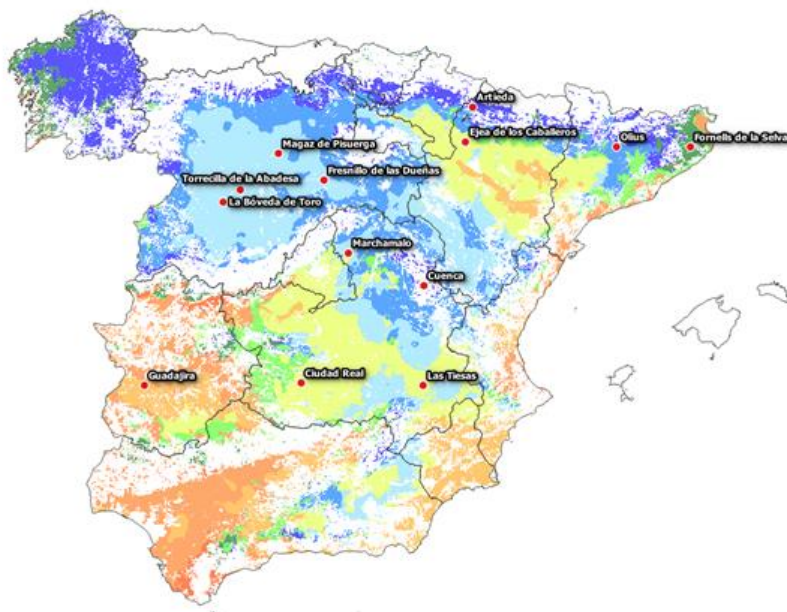 Artieda
Ejea de los Caballeros
Olius
Fornells de la Selva
Magaz de Pisuerga
Fresnillo de las Dueñas
Torrecilla de la Abadesa
La Bóveda de Toro
Marchamalo
Cuenca
Guadajira
Ciudad Real
Las Tiesas